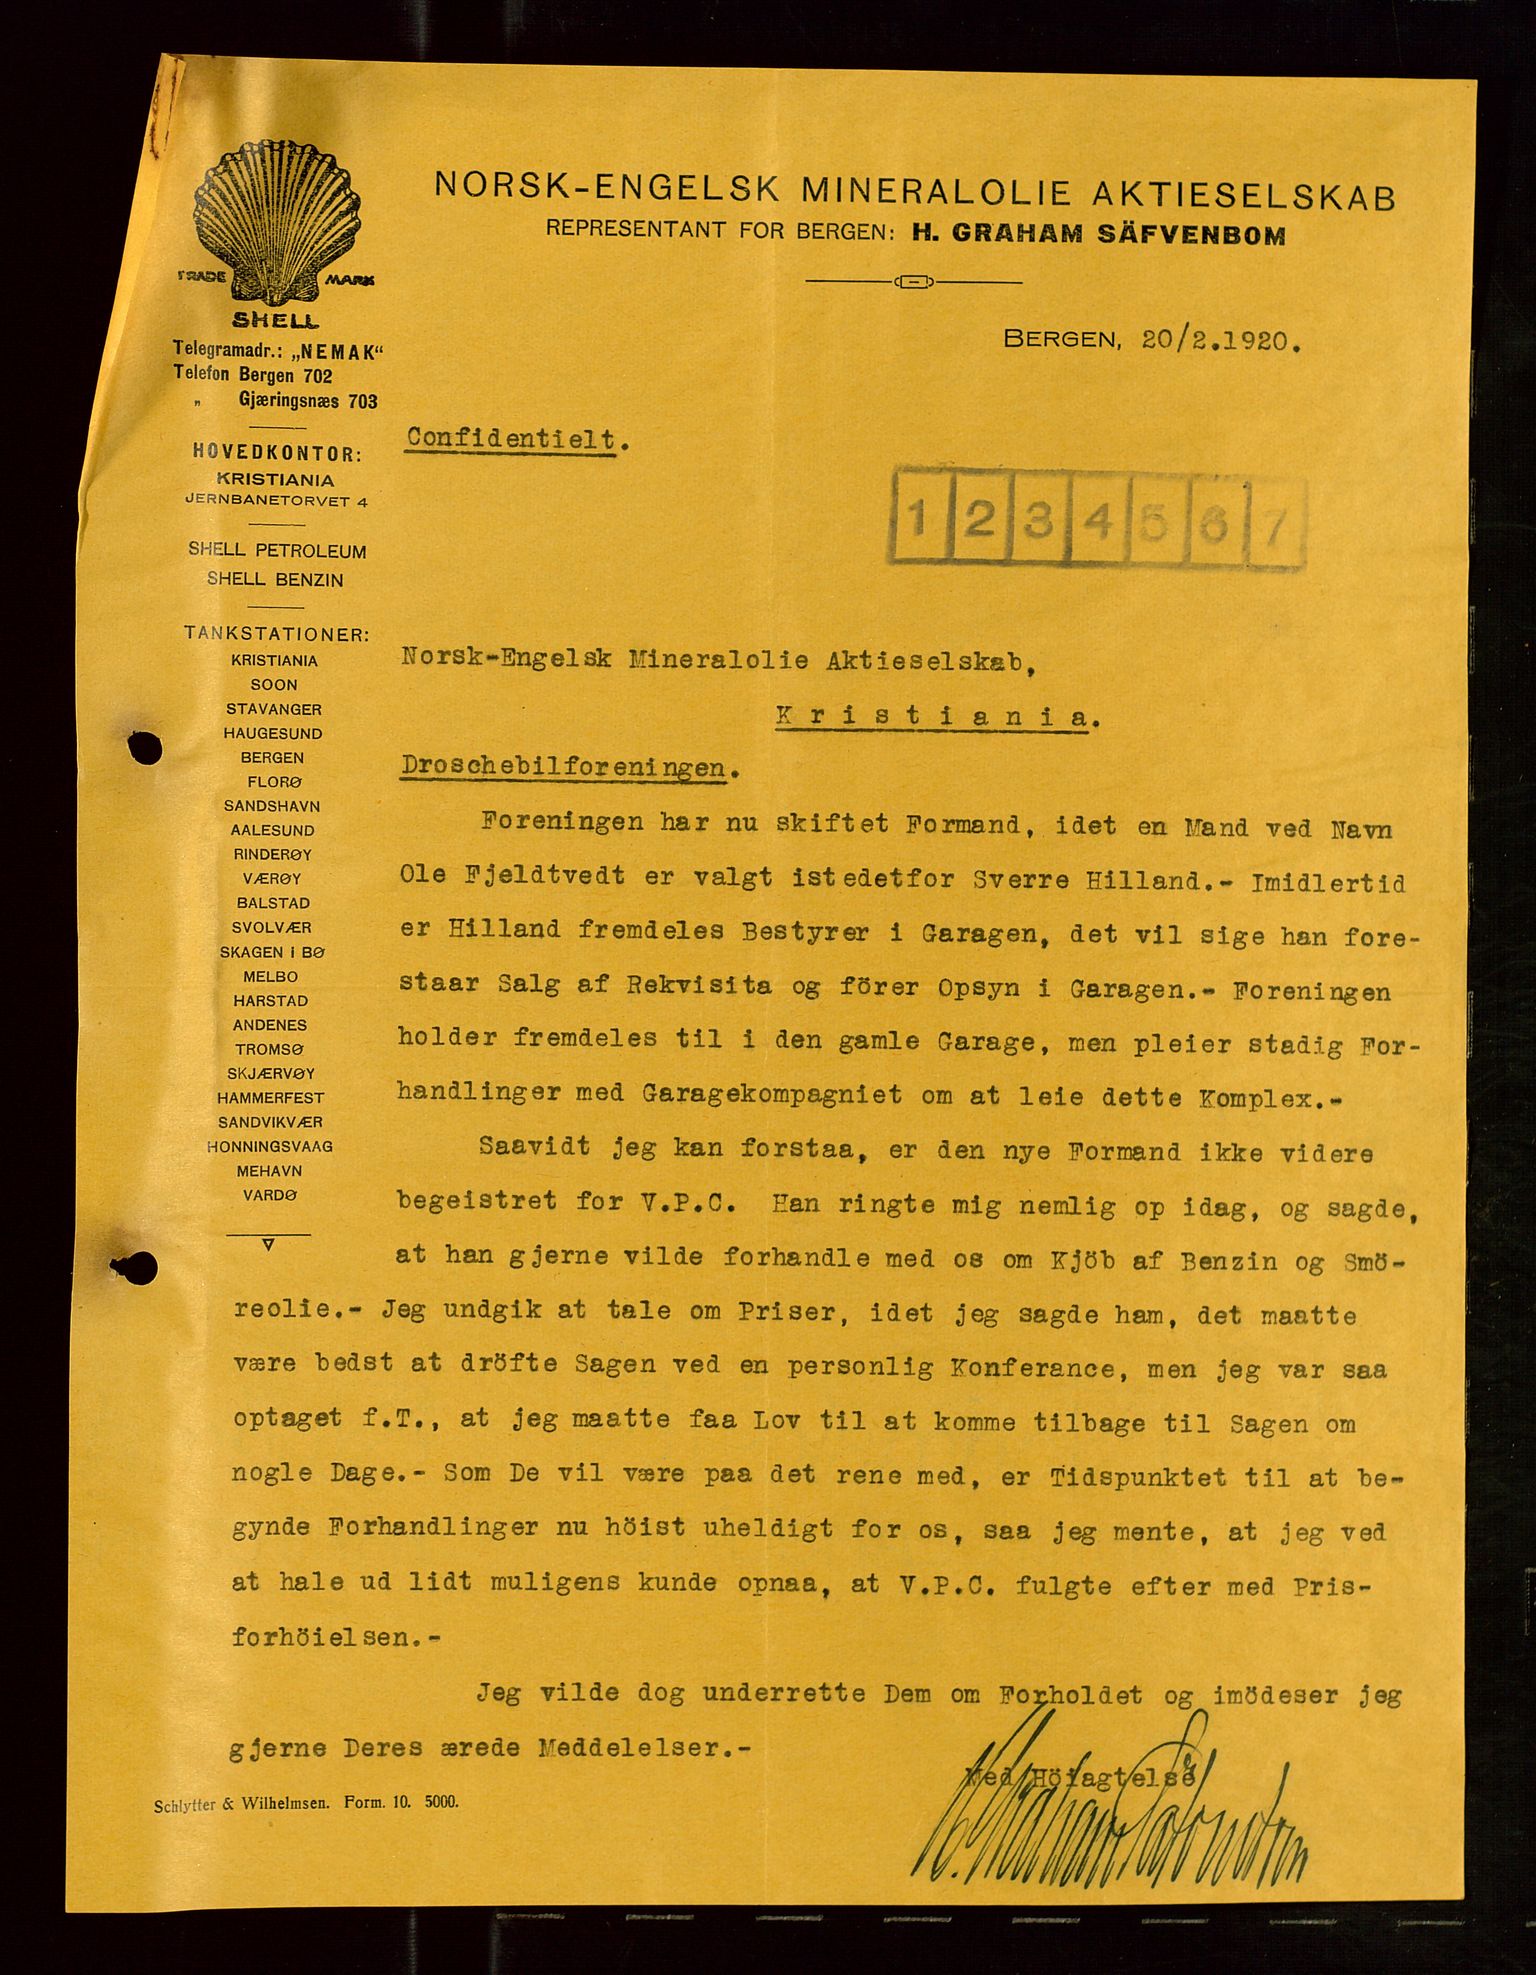 NORSK-ENGELSK MINERALOLIE AKTIESELSKAB
REPRESENTANT FOR BERGEN: H. GRAHAM SÄFVENBOM
TRADE MARK
SHELL
Telegramadr.: „NEMAK“
Telefon Bergen 702
„ Gjæringsnæs 703
HOVEDKONTOR:
KRISTIANIA
JERNBANETORVET 4
SHELL PETROLEUM
SHELL BENZIN
TANKSTATIONER:
KRISTIANIA
SOON
STAVANGER
HAUGESUND
BERGEN
FLORØ
SANDSHAVN
AALESUND
RINDERØY
VÆRØY
BALSTAD
SVOLVÆR
SKAGEN I BØ
MELBO
HARSTAD
ANDENES
TROMSØ
SKJÆRVØY
HAMMERFEST
SANDVIKVÆR
HONNINGSVAAG
MEHAVN
VARDØ
BERGEN, 20/2.1920.
Confidentielt.
1 2 3 4 5 6 7
Norsk-Engelsk Mineralolie Aktieselskab,
K r i s t i a n i a.
Droschebilforeningen.
Foreningen har nu skiftet Formand, idet en Mand ved Navn
Ole Fjeldtvedt er valgt istedetfor Sverre Hilland.- Imidlertid
er Hilland fremdeles Bestyrer i Garagen, det vil sige han fore-
staar Salg af Rekvisita og förer Opsyn i Garagen.- Foreningen
holder fremdeles til i den gamle Garage, men pleier stadig For-
handlinger med Garagekompagniet om at leie dette Komplex.-
Saavidt jeg kan forstaa, er den nye Formand ikke videre
begeistret for V.P.C. Han ringte mig nemlig op idag, og sagde,
at han gjerne vilde forhandle med os om Kjöb af Benzin og Smö-
reolie.- Jeg undgik at tale om Priser, idet jeg sagde ham, det maatte
være bedst at dröfte Sagen ved en personlig Konferance, men jeg var saa
optaget f.T., at jeg maatte faa Lov til at komme tilbage til Sagen om
nogle Dage.- Som De vil være paa det rene med, er Tidspunktet til at be-
gynde Forhandlinger nu höist uheldigt for os, saa jeg mente, at jeg ved
at hale ud lidt muligens kunde opnaa, at V.P.C. fulgte efter med Pris-
forhöielsen.-
Jeg vilde dog underrette Dem om Forholdet og imödeser jeg
gjerne Deres ærede Meddelelser.-
Med Höiagtelse
H. Graham Säfvenbom
Schlytter & Wilhelmsen. Form. 10. 5000.